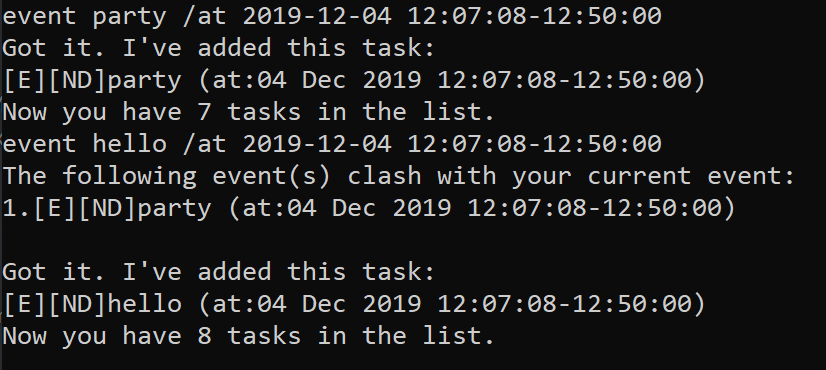 event party /at 2019-12-04 12:07:08-12:50:00
Got it. I've added this task:
[E][ND]party (at:04 Dec 2019 12:07:08-12:50:00)
Now you have 7 tasks in the list.
event hello /at 2019-12-04 12:07:08-12:50:00
The following event(s) clash with your current event:
1.[E][ND]party (at:04 Dec 2019 12:07:08-12:50:00)
Got it. I've added this task:
[E][ND]hello (at:04 Dec 2019 12:07:08-12:50:00)
Now you have 8 tasks in the list.